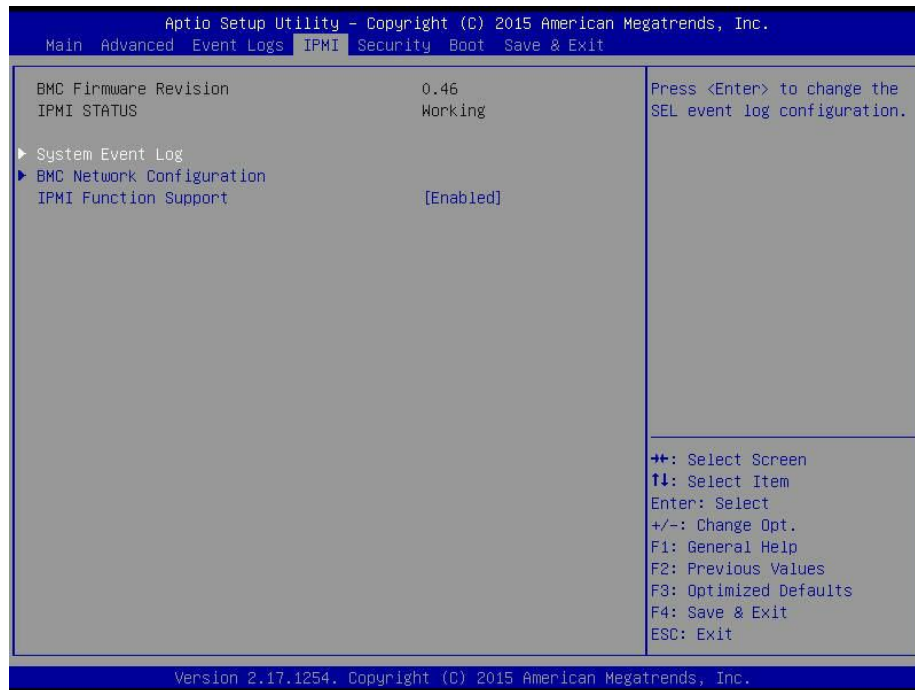 Aptio Setup Utility – Copyright (C) 2015 American Megatrends, Inc.
Main Advanced Event Logs IPMI Security Boot Save & Exit
BMC Firmware Revision 0.46
IPMI STATUS Working
System Event Log
BMC Network Configuration
IPMI Function Support [Enabled]
Press <Enter> to change the
SEL event log configuration.
→←: Select Screen
↑↓: Select Item
Enter: Select
+/-: Change Opt.
F1: General Help
F2: Previous Values
F3: Optimized Defaults
F4: Save & Exit
ESC: Exit
Version 2.17.1254. Copyright (C) 2015 American Megatrends, Inc.